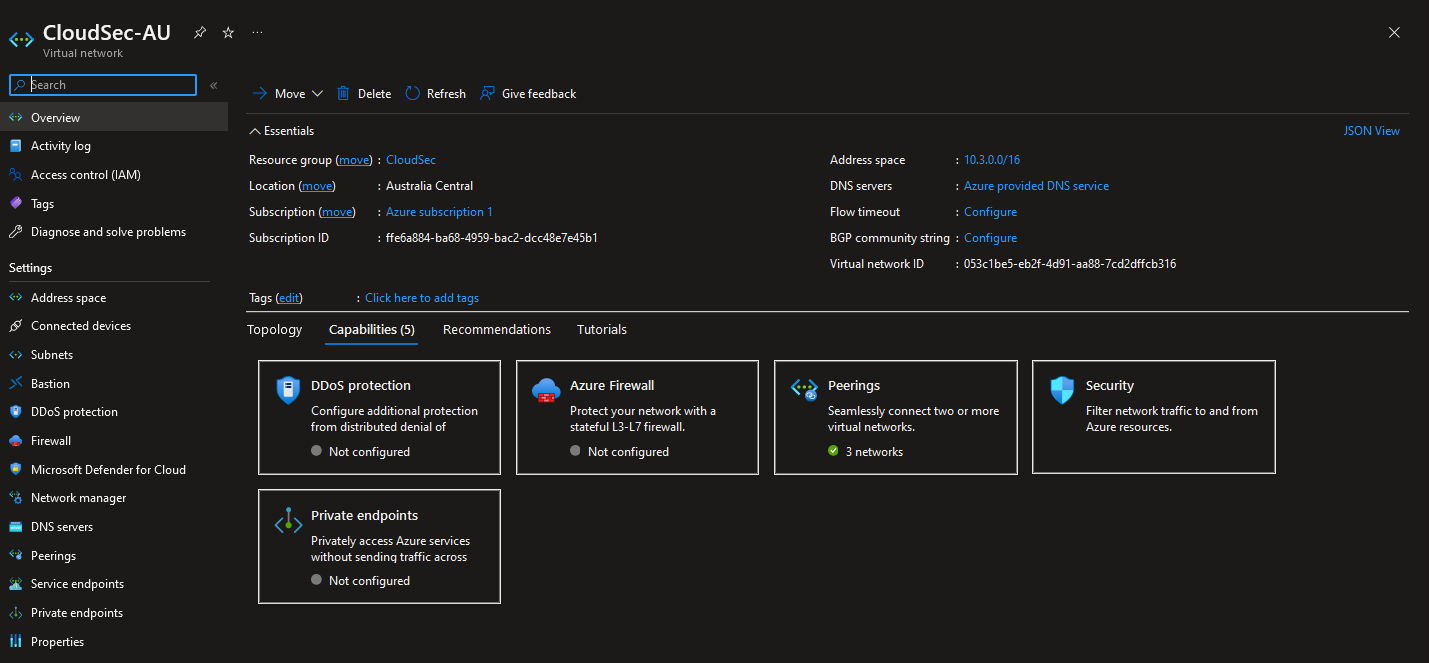 CloudSec-AU
Virtual network
Search
Overview
Activity log
Access control (IAM)
Tags
Diagnose and solve problems
Settings
Address space
Connected devices
Subnets
Bastion
DDoS protection
Firewall
Microsoft Defender for Cloud
Network manager
DNS servers
Peerings
Service endpoints
Private endpoints
Properties
Move
Delete
Refresh
Give feedback
Essentials
JSON View
Resource group (move) : CloudSec
Location (move) : Australia Central
Subscription (move) : Azure subscription 1
Subscription ID : ffe6a884-ba68-4959-bac2-dcc48e7e45b1
Address space : 10.3.0.0/16
DNS servers : Azure provided DNS service
Flow timeout : Configure
BGP community string : Configure
Virtual network ID : 053c1be5-eb2f-4d91-aa88-7cd2dffcb316
Tags (edit) : Click here to add tags
Topology
Capabilities (5)
Recommendations
Tutorials
DDoS protection
Configure additional protection
from distributed denial of
Not configured
Azure Firewall
Protect your network with a
stateful L3-L7 firewall.
Not configured
Peerings
Seamlessly connect two or more
virtual networks.
3 networks
Security
Filter network traffic to and from
Azure resources.
Private endpoints
Privately access Azure services
without sending traffic across
Not configured